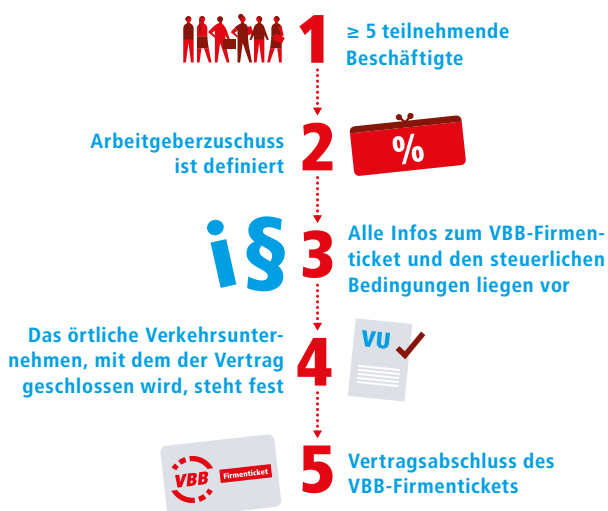 1
≥ 5 teilnehmende
Beschäftigte
Arbeitgeberzuschuss
ist definiert
2
%
i§
3
Alle Infos zum VBB-Firmen-
ticket und den steuerlichen
Bedingungen liegen vor
Das örtliche Verkehrsunter-
nehmen, mit dem der Vertrag
geschlossen wird, steht fest
4
VU
VBB
Firmenticket
5
Vertragsabschluss des
VBB-Firmentickets